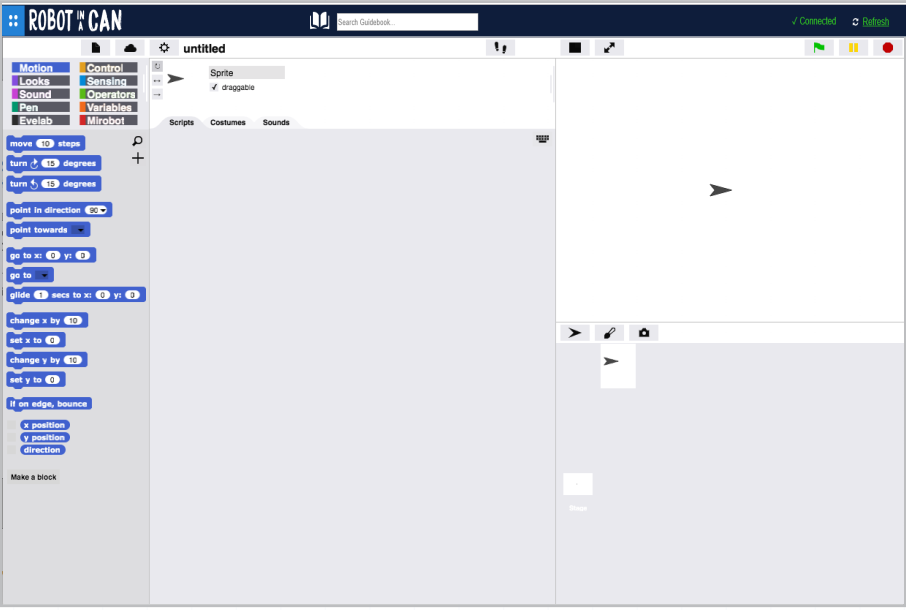 ROBOT IN A CAN
Search Guidebook...
✓ Connected
Refresh
untitled
Motion Control
Looks Sensing
Sound Operators
Pen Variables
Evelab Mirobot
Sprite
draggable
Scripts Costumes Sounds
move 10 steps
turn 15 degrees
turn 15 degrees
point in direction 90
point towards
go to x: 0 y: 0
go to
glide 1 secs to x: 0 y: 0
change x by 10
set x to 0
change y by 10
set y to 0
if on edge, bounce
x position
y position
direction
Make a block
Stage